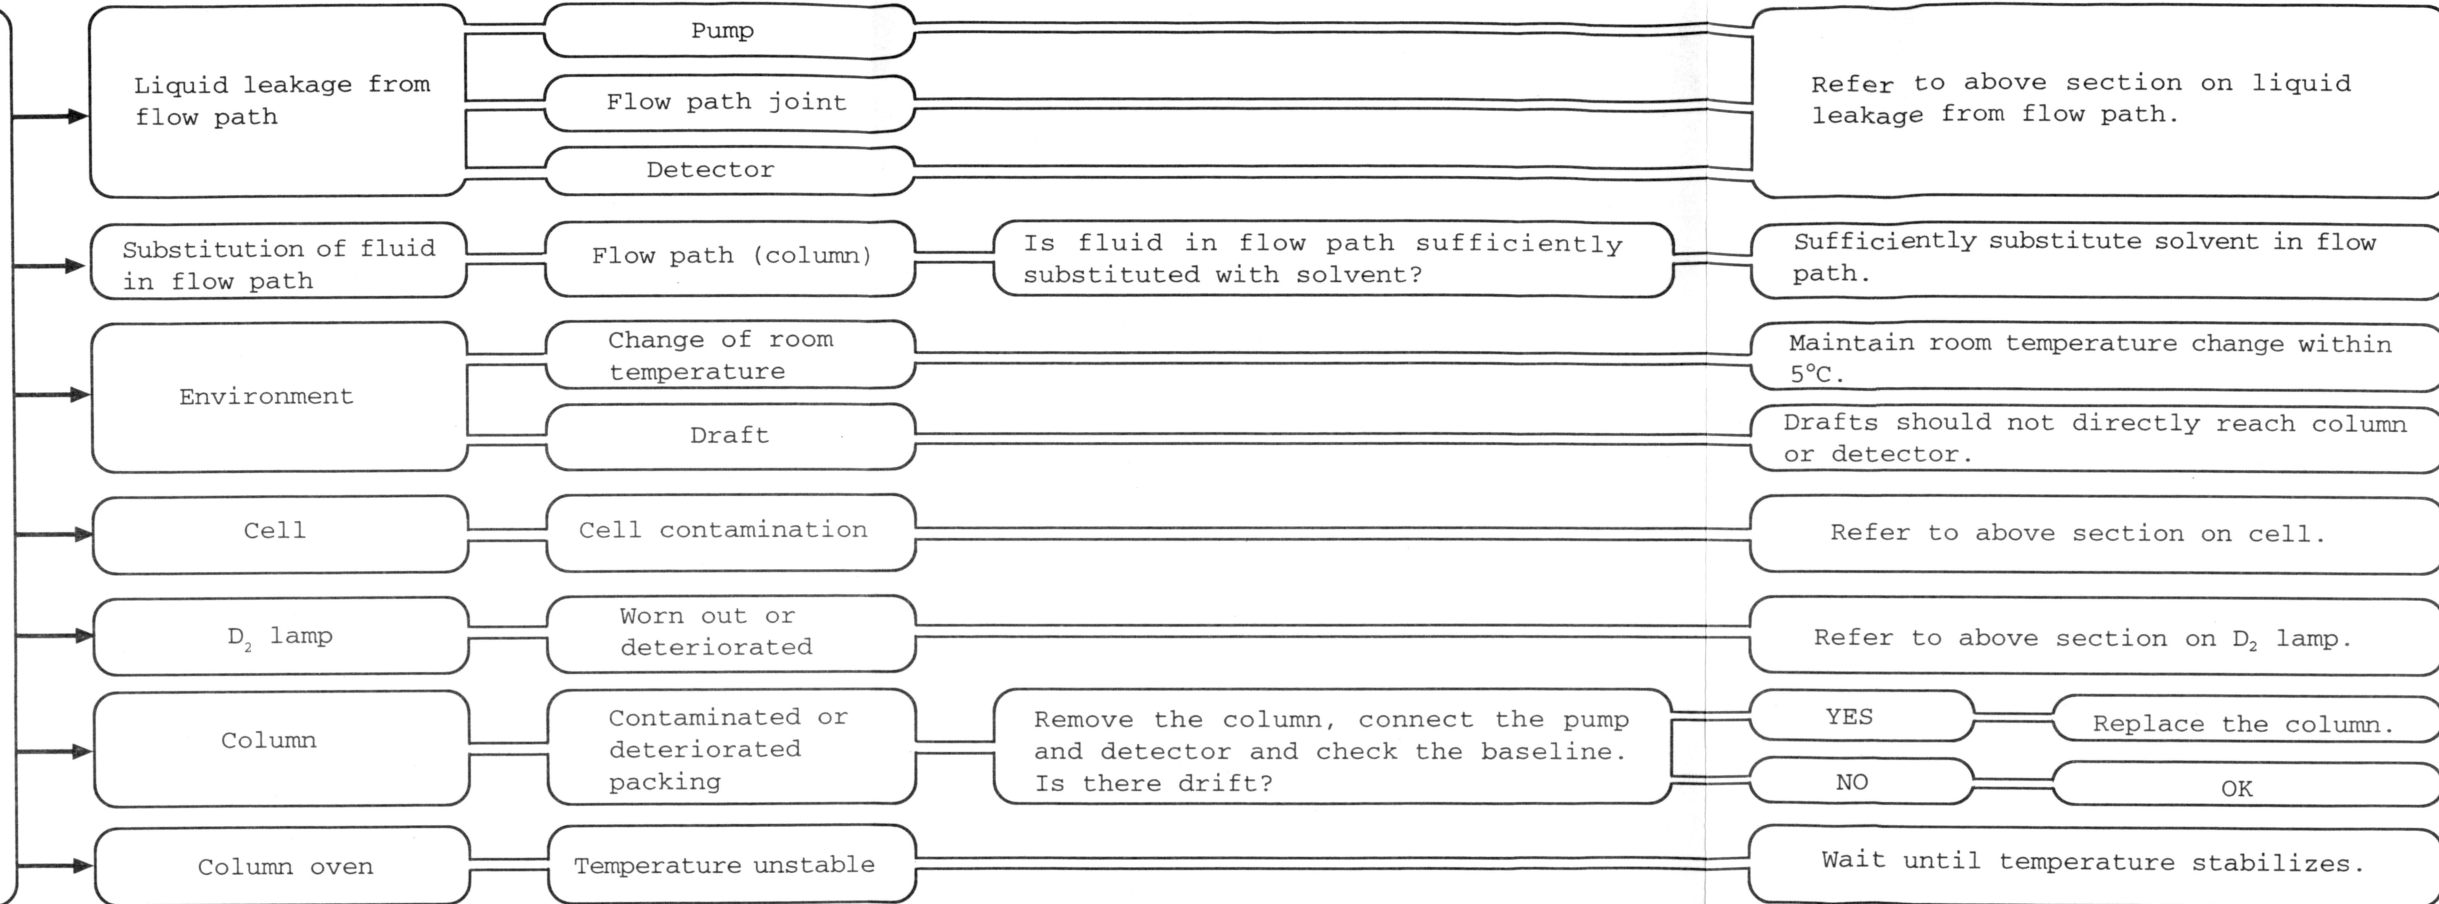 Liquid leakage from
flow path
Pump
Flow path joint
Detector
Refer to above section on liquid
leakage from flow path.
Substitution of fluid
in flow path
Flow path (column)
Is fluid in flow path sufficiently
substituted with solvent?
Sufficiently substitute solvent in flow
path.
Environment
Change of room
temperature
Maintain room temperature change within
5°C.
Draft
Drafts should not directly reach column
or detector.
Cell
Cell contamination
Refer to above section on cell.
D₂ lamp
Worn out or
deteriorated
Refer to above section on D₂ lamp.
Column
Contaminated or
deteriorated
packing
Remove the column, connect the pump
and detector and check the baseline.
Is there drift?
YES
Replace the column.
NO
OK
Column oven
Temperature unstable
Wait until temperature stabilizes.